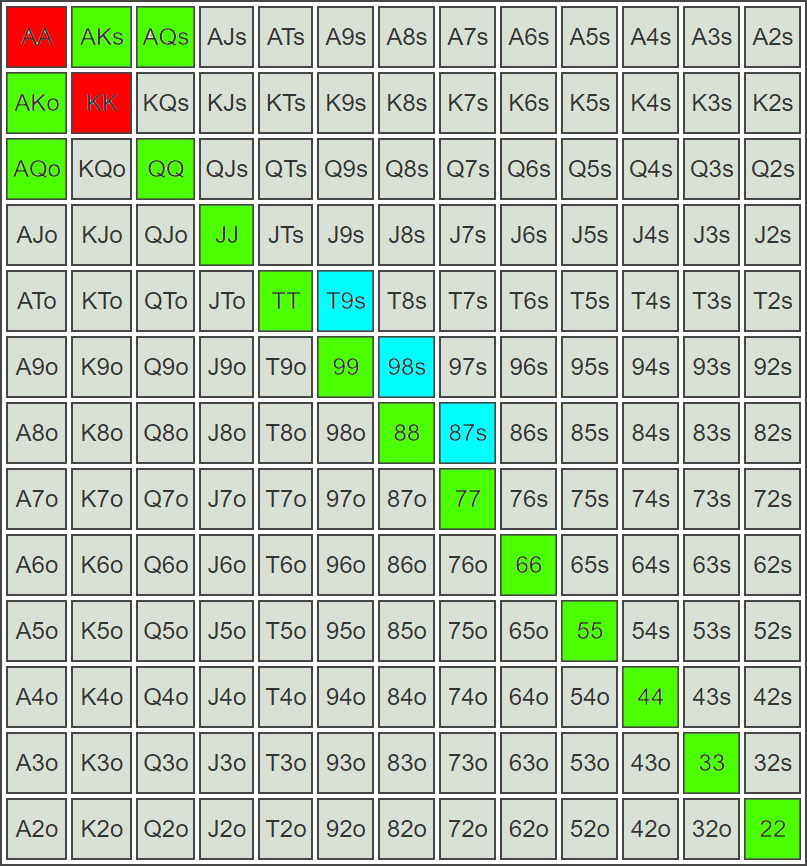 AA AKs AQs AJs ATs A9s A8s A7s A6s A5s A4s A3s A2s
AKo KK KQs KJs KTs K9s K8s K7s K6s K5s K4s K3s K2s
AQo KQo QQ QJs QTs Q9s Q8s Q7s Q6s Q5s Q4s Q3s Q2s
AJo KJo QJo JJ JTs J9s J8s J7s J6s J5s J4s J3s J2s
ATo KTo QTo JTo TT T9s T8s T7s T6s T5s T4s T3s T2s
A9o K9o Q9o J9o T9o 99 98s 97s 96s 95s 94s 93s 92s
A8o K8o Q8o J8o T8o 98o 88 87s 86s 85s 84s 83s 82s
A7o K7o Q7o J7o T7o 97o 87o 77 76s 75s 74s 73s 72s
A6o K6o Q6o J6o T6o 96o 86o 76o 66 65s 64s 63s 62s
A5o K5o Q5o J5o T5o 95o 85o 75o 65o 55 54s 53s 52s
A4o K4o Q4o J4o T4o 94o 84o 74o 64o 54o 44 43s 42s
A3o K3o Q3o J3o T3o 93o 83o 73o 63o 53o 43o 33 32s
A2o K2o Q2o J2o T2o 92o 82o 72o 62o 52o 42o 32o 22